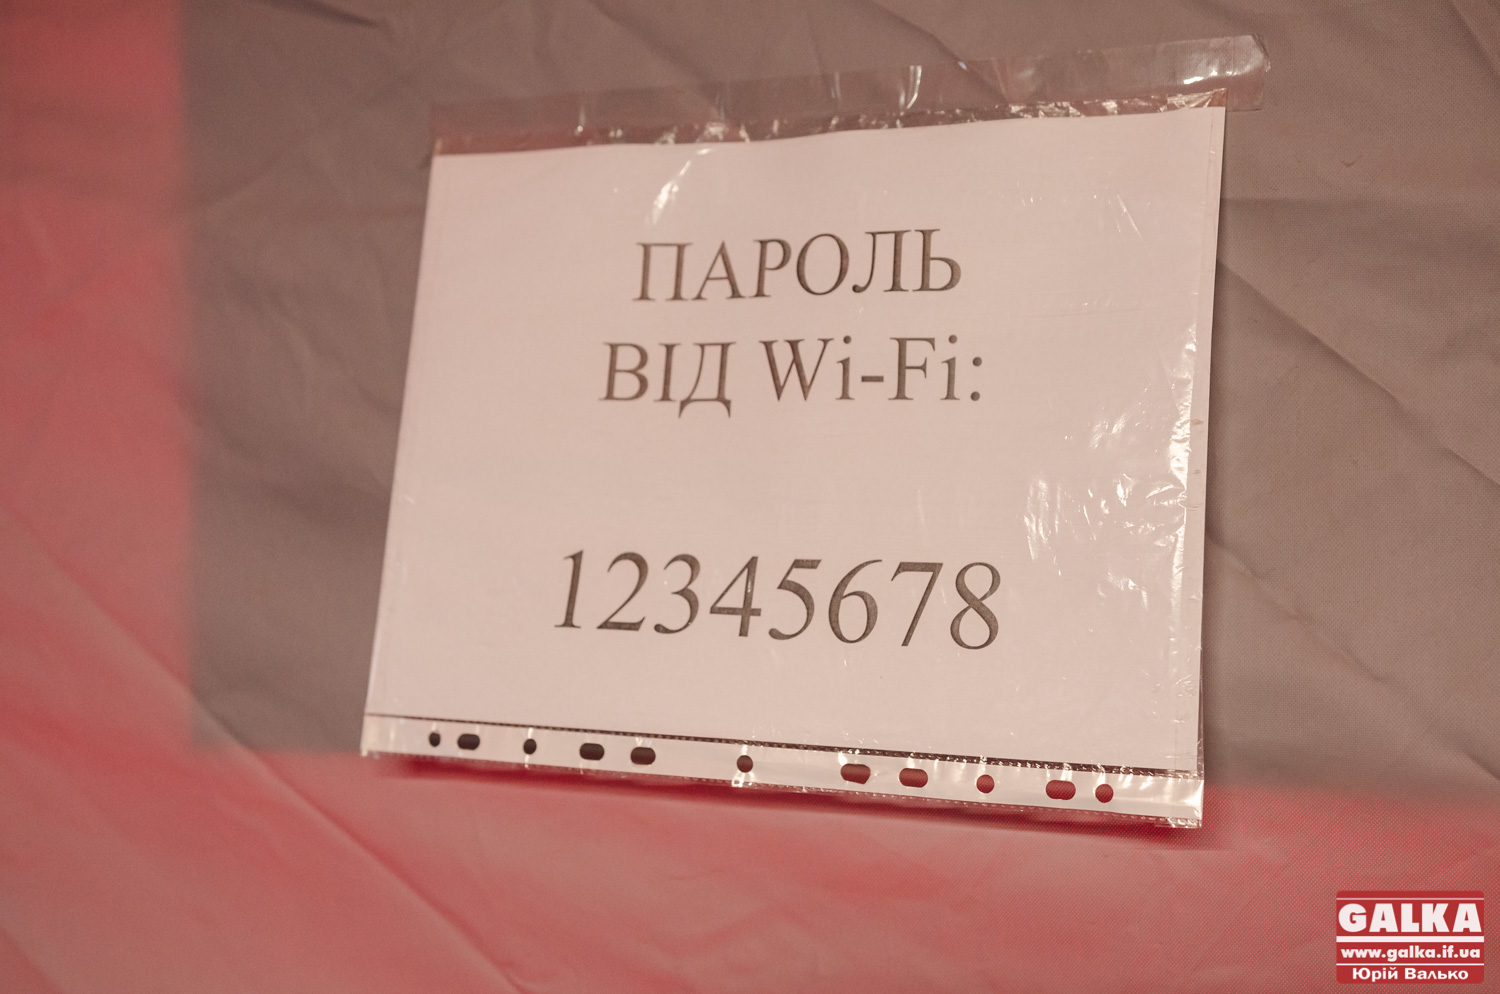 ПАРОЛЬ
ВІД Wi-Fi:
12345678
GALKA
www.galka.if.ua
Юрій Валько